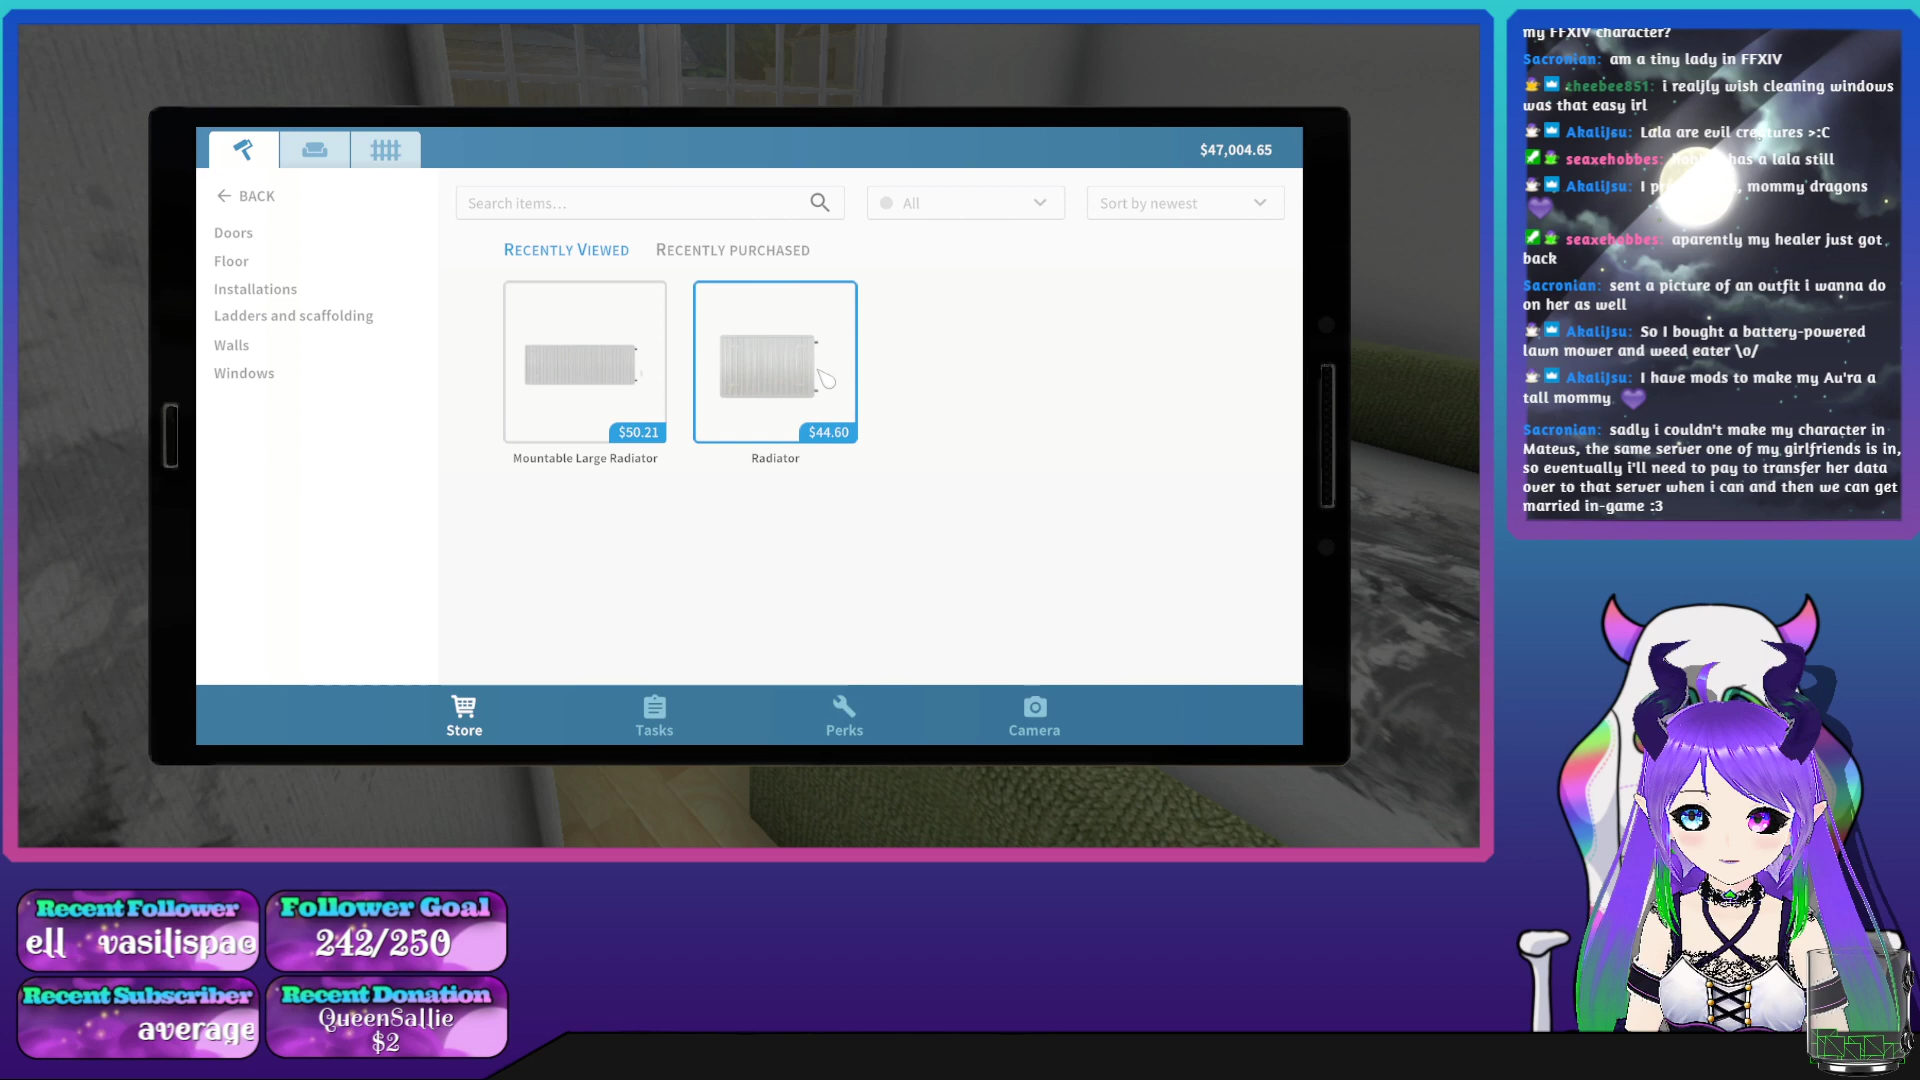 $47,004.65
BACK
Doors
Floor
Installations
Ladders and scaffolding
Walls
Windows
Search items...
All
Sort by newest
RECENTLY VIEWED
RECENTLY PURCHASED
$50.21
$44.60
Mountable Large Radiator
Radiator
Store
Tasks
Perks
Camera
my FFXIV character?
Sacronian: am a tiny lady in FFXIV
theebee851: i realjly wish cleaning windows
was that easy irl
AkaliJsu: Lala are evil creatures >:C
seaxehobbes: has a lala still
AkaliJsu: I mommy dragons
seaxehobbes: aparently my healer just got
back
Sacronian: sent a picture of an outfit i wanna do
on her as well
AkaliJsu: So I bought a battery-powered
lawn mower and weed eater \o/
AkaliJsu: I have mods to make my Au'ra a
tall mommy
Sacronian: sadly i couldn't make my character in
Mateus, the same server one of my girlfriends is in,
so eventually i'll need to pay to transfer her data
over to that server when i can and then we can get
married in-game :3
Recent Follower
ell vasilispac
Follower Goal
242/250
Recent Subscriber
average
Recent Donation
QueenSallie
$2